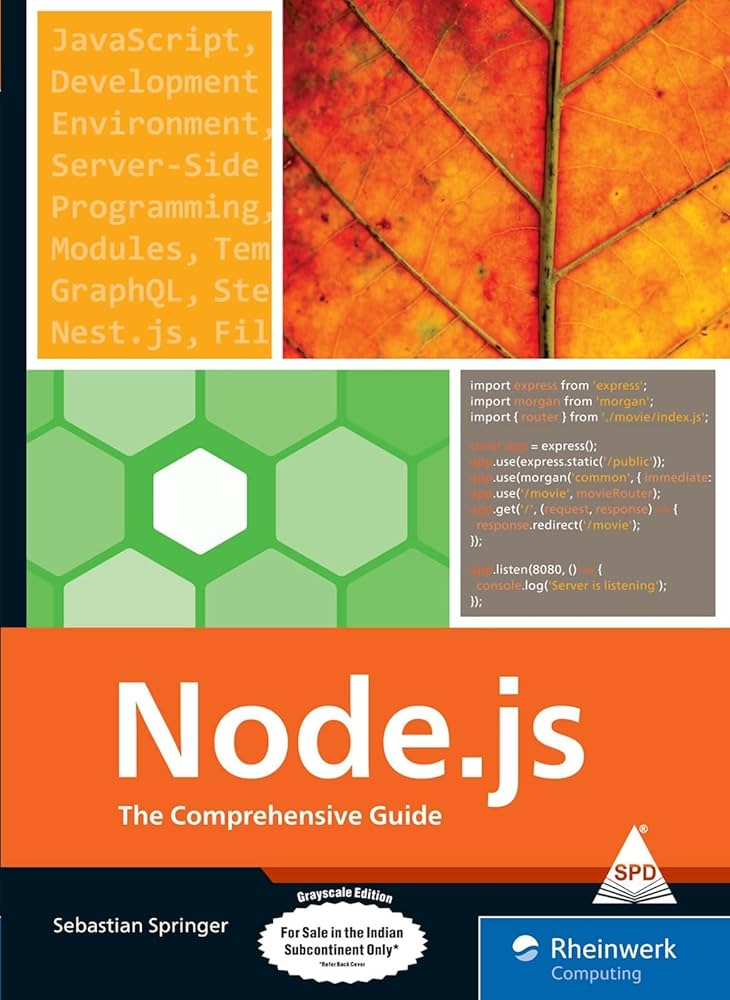 JavaScript,
Development
Environment,
Server-Side
Programming,
Modules, Tem
GraphQL, Ste
Nest.js, Fil
import express from 'express';
import morgan from 'morgan';
import { router } from './movie/index.js';
const app = express();
app.use(express.static('/public'));
app.use(morgan('common', { immediate:
app.use('/movie', movieRouter);
app.get('/', (request, response) => {
response.redirect('/movie');
});
app.listen(8080, () => {
console.log('Server is listening');
});
Node.js
The Comprehensive Guide
SPD
®
Sebastian Springer
Grayscale Edition
For Sale in the Indian
Subcontinent Only*
*Refer Back Cover
Rheinwerk
Computing